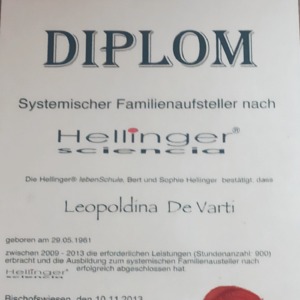 DIPLOM
Systemischer Familienaufsteller nach
Hellinger®
sciencia
Die Hellinger® lebenSchule, Bert und Sophie Hellinger bestätigt, dass
Leopoldina De Varti
geboren am 29.05.1961
zwischen 2009 - 2013 die erforderlichen Leistungen (Stundenanzahl: 900)
erbracht und die Ausbildung zum systemischen Familienaufsteller nach
Hellinger® sciencia erfolgreich abgeschlossen hat.
Bischofswiesen, den 10.11.2013